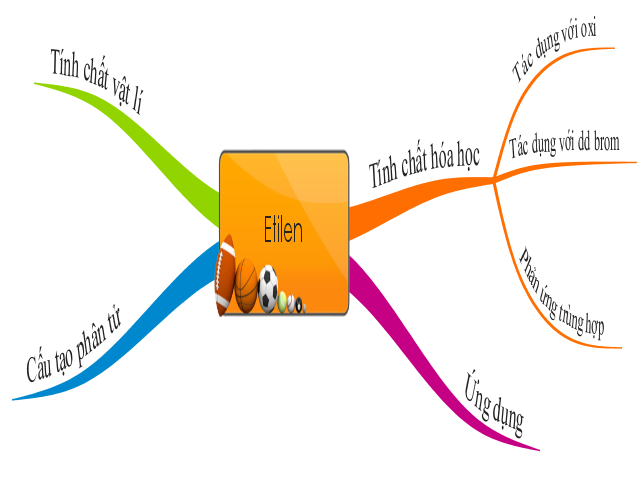 Tính chất vật lí
Cấu tạo phân tử
Etilen
Tính chất hóa học
Tác dụng với oxi
Tác dụng với dd brom
Phản ứng trùng hợp
Ứng dụng